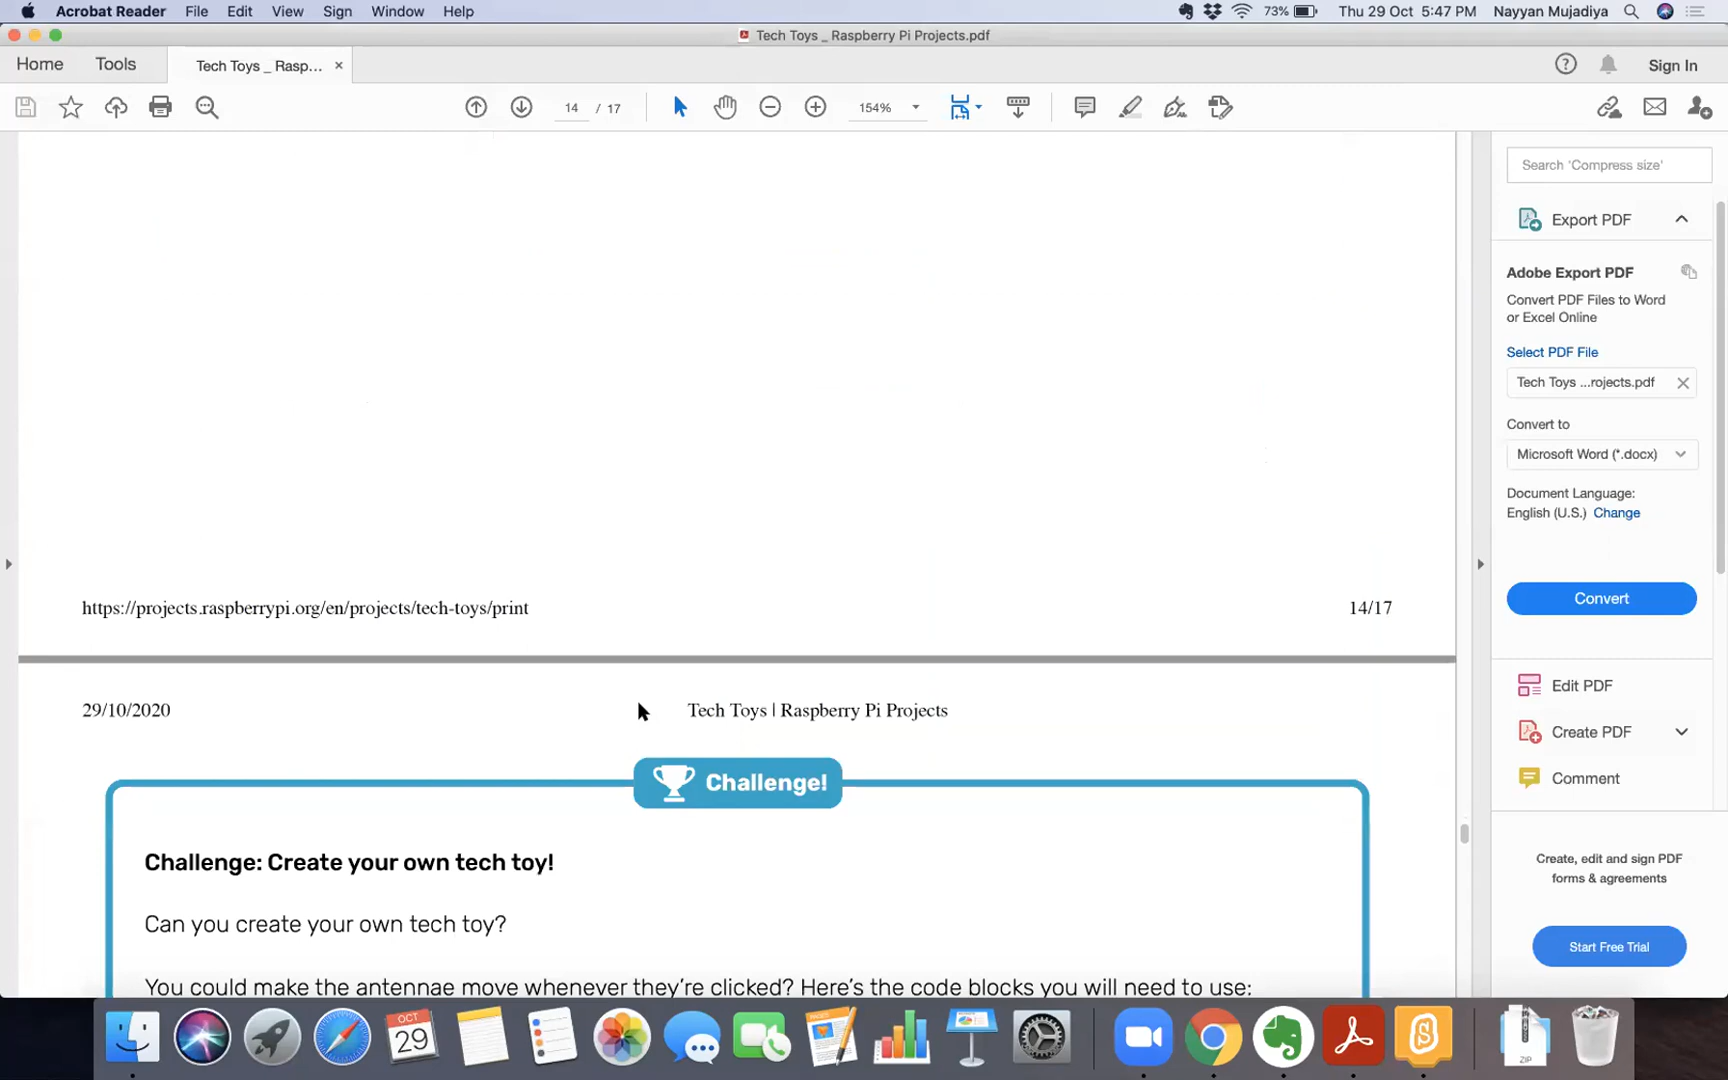 Acrobat Reader File Edit View Sign Window Help 73% Thu 29 Oct 5:47 PM Nayyan Mujadiya
Tech Toys _ Raspberry Pi Projects.pdf
Home Tools Tech Toys _ Rasp... × Sign In
14 / 17 154%
Search 'Compress size'
Export PDF
Adobe Export PDF
Convert PDF Files to Word
or Excel Online
Select PDF File
Tech Toys ...rojects.pdf
Convert to
Microsoft Word (*.docx)
Document Language:
English (U.S.) Change
Convert
Edit PDF
Create PDF
Comment
Create, edit and sign PDF
forms & agreements
Start Free Trial
https://projects.raspberrypi.org/en/projects/tech-toys/print 14/17
29/10/2020 Tech Toys | Raspberry Pi Projects
Challenge!
Challenge: Create your own tech toy!
Can you create your own tech toy?
You could make the antennae move whenever they're clicked? Here's the code blocks you will need to use:
OCT
29
ZIP